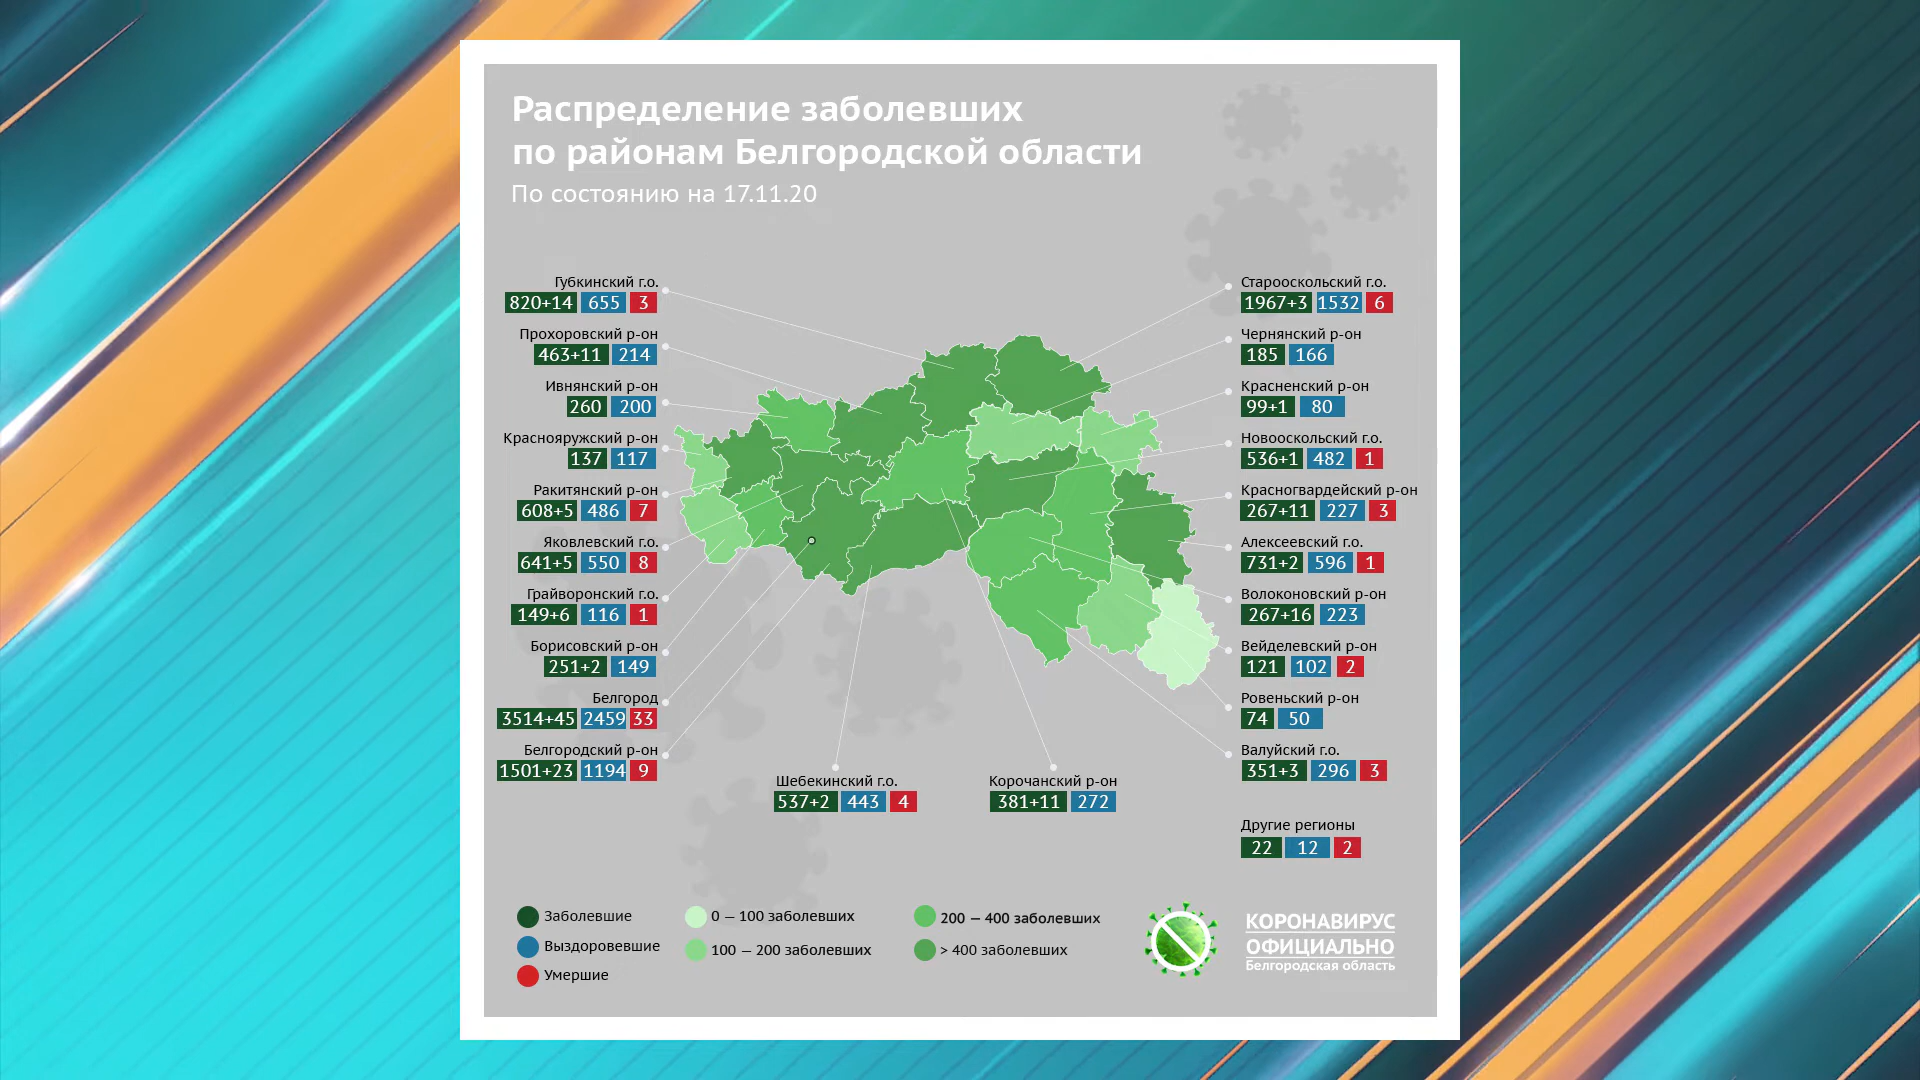 Распределение заболевших
по районам Белгородской области
По состоянию на 17.11.20
Губкинский г.о.
820+14 655 3
Прохоровский р-он
463+11 214
Ивнянский р-он
260 200
Краснояружский р-он
137 117
Ракитянский р-он
608+5 486 7
Яковлевский г.о.
641+5 550 8
Грайворонский г.о.
149+6 116 1
Борисовский р-он
251+2 149
Белгород
3514+45 2459 33
Белгородский р-он
1501+23 1194 9
Шебекинский г.о.
537+2 443 4
Корочанский р-он
381+11 272
Старооскольский г.о.
1967+3 1532 6
Чернянский р-он
185 166
Красненский р-он
99+1 80
Новооскольский г.о.
536+1 482 1
Красногвардейский р-он
267+11 227 3
Алексеевский г.о.
731+2 596 1
Волоконовский р-он
267+16 223
Вейделевский р-он
121 102 2
Ровеньский р-он
74 50
Валуйский г.о.
351+3 296 3
Другие регионы
22 12 2
Заболевшие
Выздоровевшие
Умершие
0 — 100 заболевших
100 — 200 заболевших
200 — 400 заболевших
> 400 заболевших
КОРОНАВИРУС
ОФИЦИАЛЬНО
Белгородская область